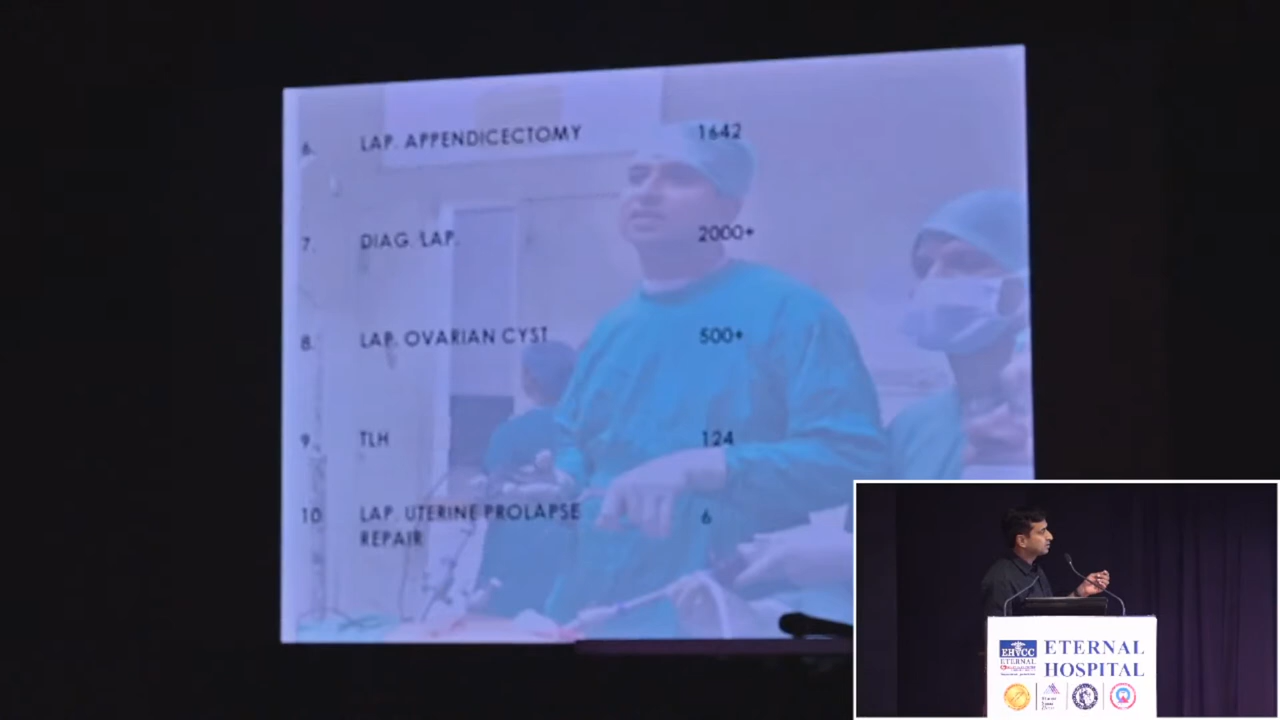 6. LAP. APPENDICECTOMY 1642
7. DIAG. LAP. 2000+
8. LAP. OVARIAN CYST 500+
9. TLH 124
10 LAP. UTERINE PROLAPSE 6
REPAIR
EHVCC
ETERNAL
ETERNAL
HOSPITAL